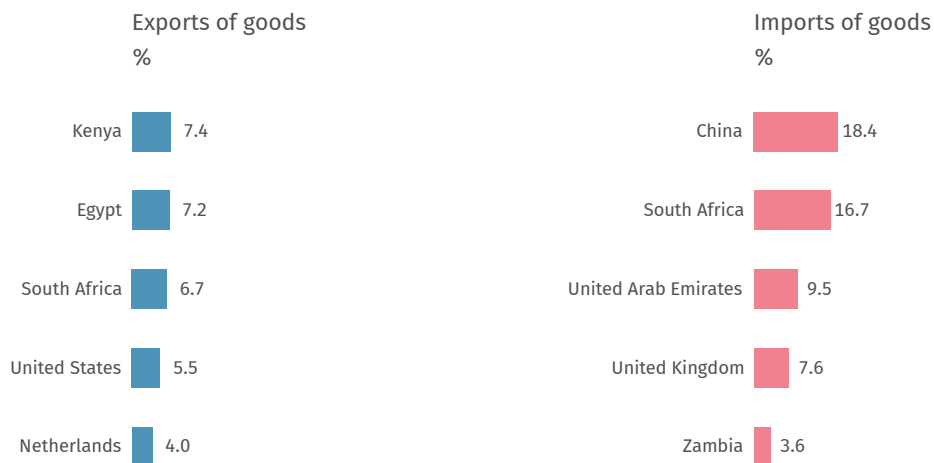 Exports of goods
%
Kenya 7.4
Egypt 7.2
South Africa 6.7
United States 5.5
Netherlands 4.0
Imports of goods
%
China 18.4
South Africa 16.7
United Arab Emirates 9.5
United Kingdom 7.6
Zambia 3.6